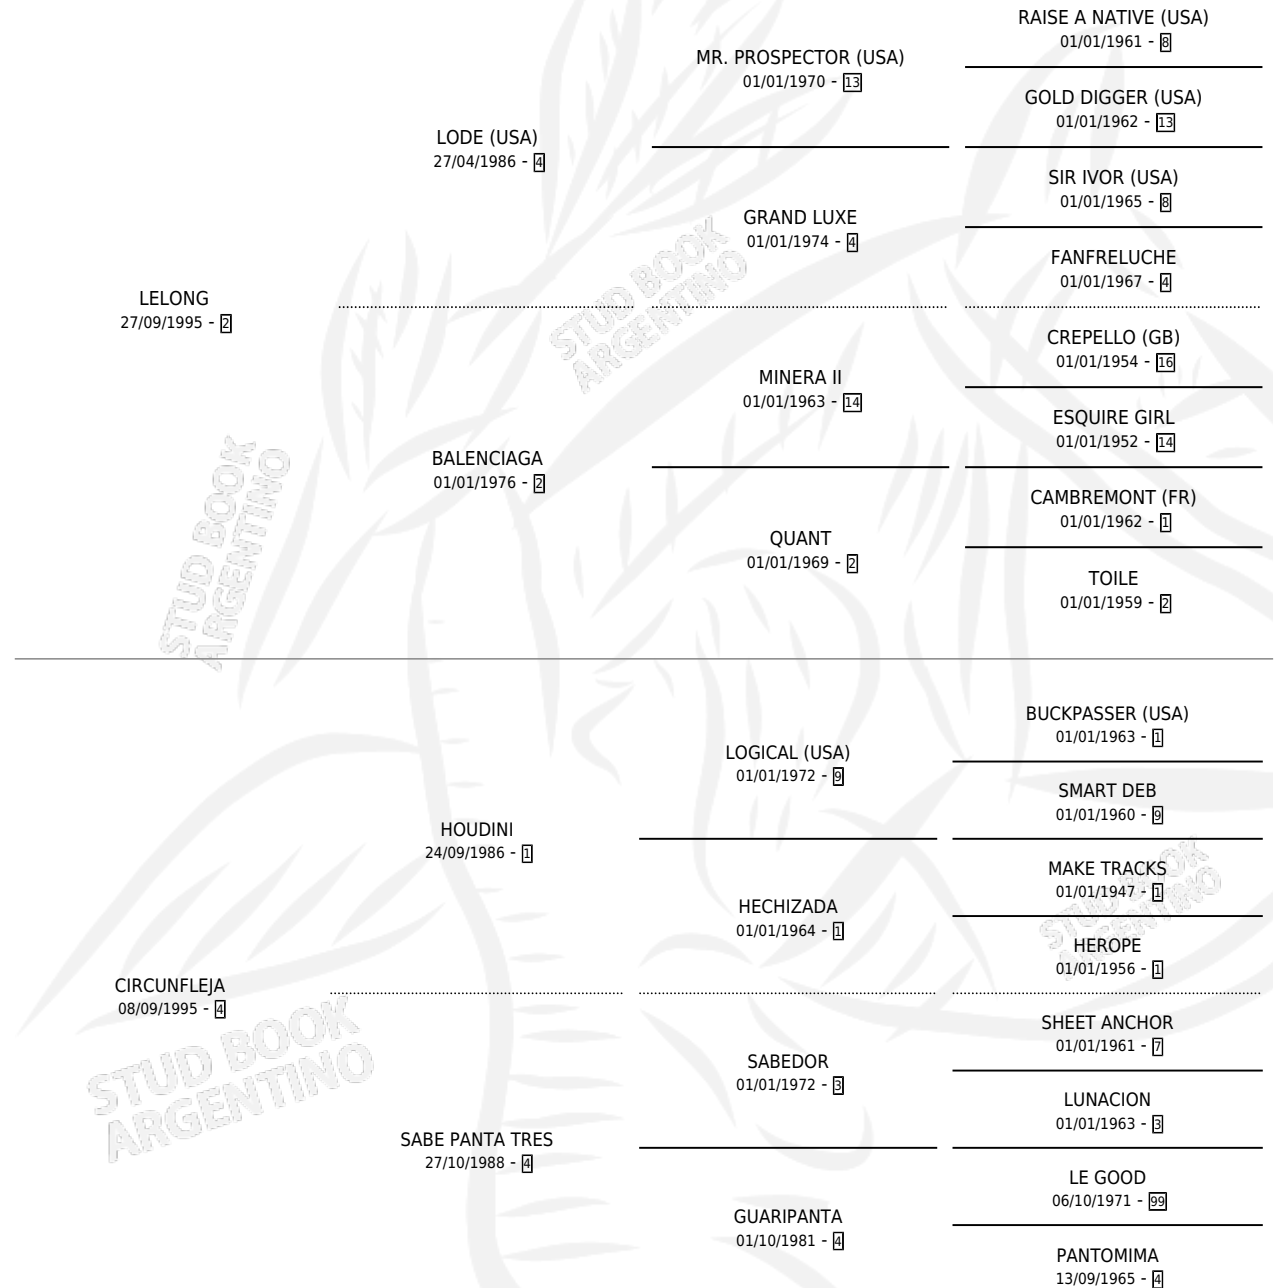 RAISE A NATIVE (USA)
01/01/1961 - 8
MR. PROSPECTOR (USA)
01/01/1970 - 13
GOLD DIGGER (USA)
01/01/1962 - 13
LODE (USA)
27/04/1986 - 4
SIR IVOR (USA)
01/01/1965 - 8
GRAND LUXE
01/01/1974 - 4
FANFRELUCHE
01/01/1967 - 4
LELONG
27/09/1995 - 2
STUD BOOK
ARGENTINO
CREPELLO (GB)
01/01/1954 - 16
MINERA II
01/01/1963 - 14
ESQUIRE GIRL
01/01/1952 - 14
BALENCIAGA
01/01/1976 - 2
CAMBREMONT (FR)
01/01/1962 - 1
QUANT
01/01/1969 - 2
TOILE
01/01/1959 - 2
STUD BOOK
ARGENTINO
BUCKPASSER (USA)
01/01/1963 - 1
LOGICAL (USA)
01/01/1972 - 9
SMART DEB
01/01/1960 - 9
HOUDINI
24/09/1986 - 1
MAKE TRACKS
01/01/1947 - 1
HECHIZADA
01/01/1964 - 1
STUD BOOK
ARGENTINO
HEROPE
01/01/1956 - 1
CIRCUNFLEJA
08/09/1995 - 4
STUD BOOK
ARGENTINO
SHEET ANCHOR
01/01/1961 - 7
SABEDOR
01/01/1972 - 3
LUNACION
01/01/1963 - 3
SABE PANTA TRES
27/10/1988 - 4
LE GOOD
06/10/1971 - 99
GUARIPANTA
01/10/1981 - 4
PANTOMIMA
13/09/1965 - 4